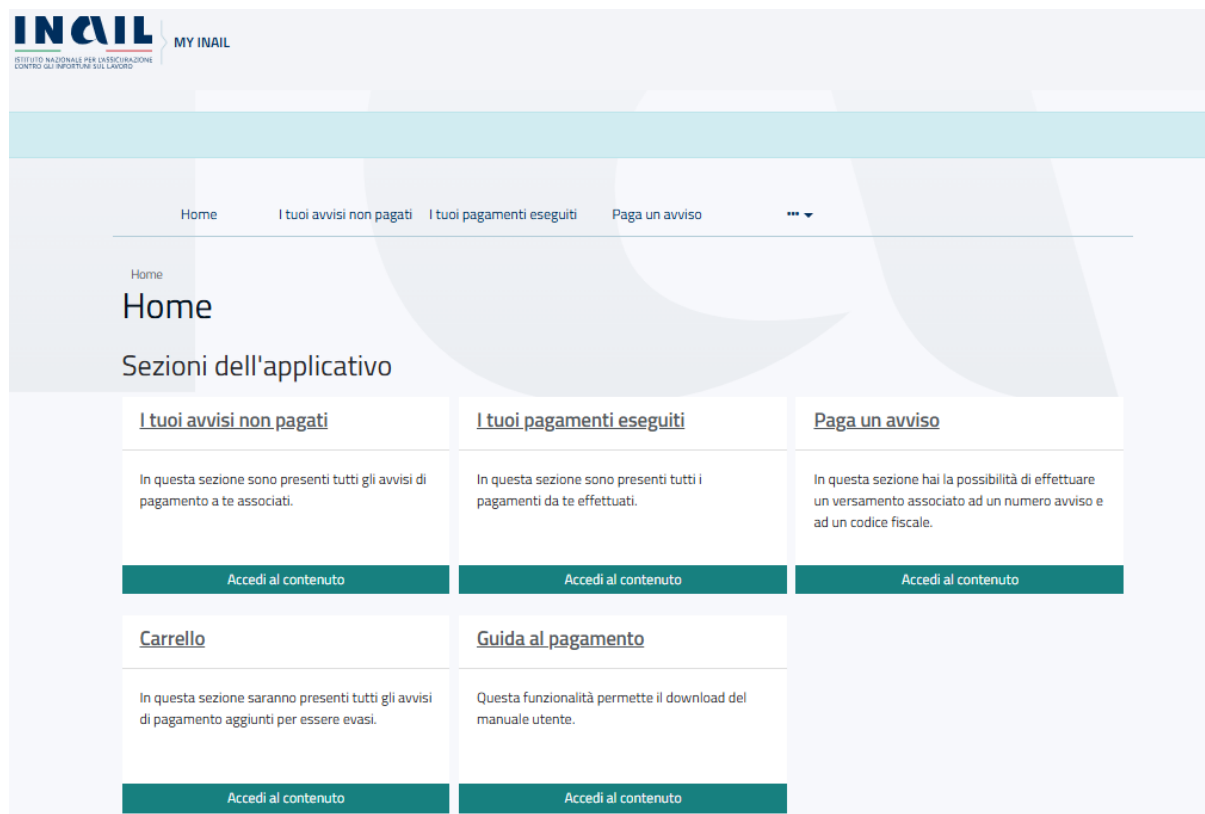 INAIL
ISTITUTO NAZIONALE PER L'ASSICURAZIONE
CONTRO GLI INFORTUNI SUL LAVORO
MY INAIL
Home I tuoi avvisi non pagati I tuoi pagamenti eseguiti Paga un avviso ...
Home
Home
Sezioni dell'applicativo
I tuoi avvisi non pagati
In questa sezione sono presenti tutti gli avvisi di
pagamento a te associati.
Accedi al contenuto
I tuoi pagamenti eseguiti
In questa sezione sono presenti tutti i
pagamenti da te effettuati.
Accedi al contenuto
Paga un avviso
In questa sezione hai la possibilità di effettuare
un versamento associato ad un numero avviso e
ad un codice fiscale.
Accedi al contenuto
Carrello
In questa sezione saranno presenti tutti gli avvisi
di pagamento aggiunti per essere evasi.
Accedi al contenuto
Guida al pagamento
Questa funzionalità permette il download del
manuale utente.
Accedi al contenuto